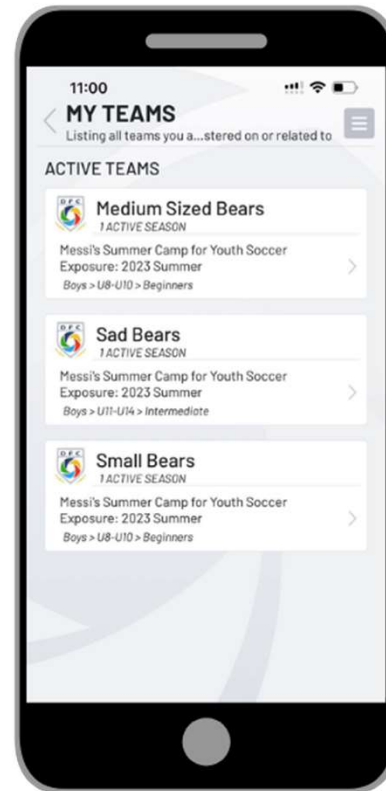 11:00
MY TEAMS
Listing all teams you a...stered on or related to
ACTIVE TEAMS
DFC
Medium Sized Bears
1 ACTIVE SEASON
Messi's Summer Camp for Youth Soccer
Exposure: 2023 Summer
Boys > U8-U10 > Beginners
DFC
Sad Bears
1 ACTIVE SEASON
Messi's Summer Camp for Youth Soccer
Exposure: 2023 Summer
Boys > U11-U14 > Intermediate
DFC
Small Bears
1 ACTIVE SEASON
Messi's Summer Camp for Youth Soccer
Exposure: 2023 Summer
Boys > U8-U10 > Beginners